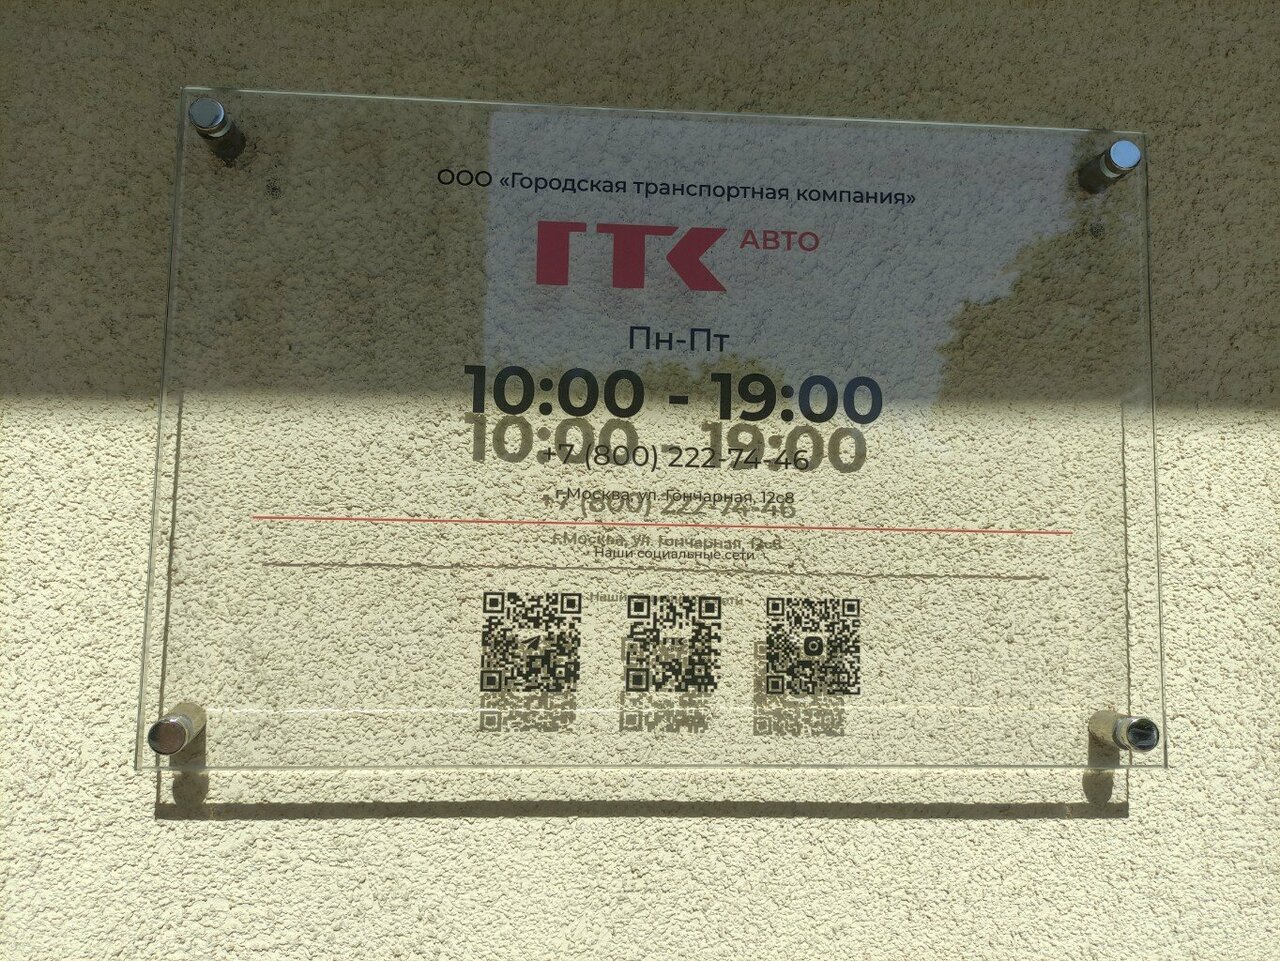 ООО «Городская транспортная компания»
ГТК АВТО
Пн-Пт
10:00 - 19:00
+7 (800) 222-74-46
г.Москва, ул. Гончарная, 12с8
Наши социальные сети